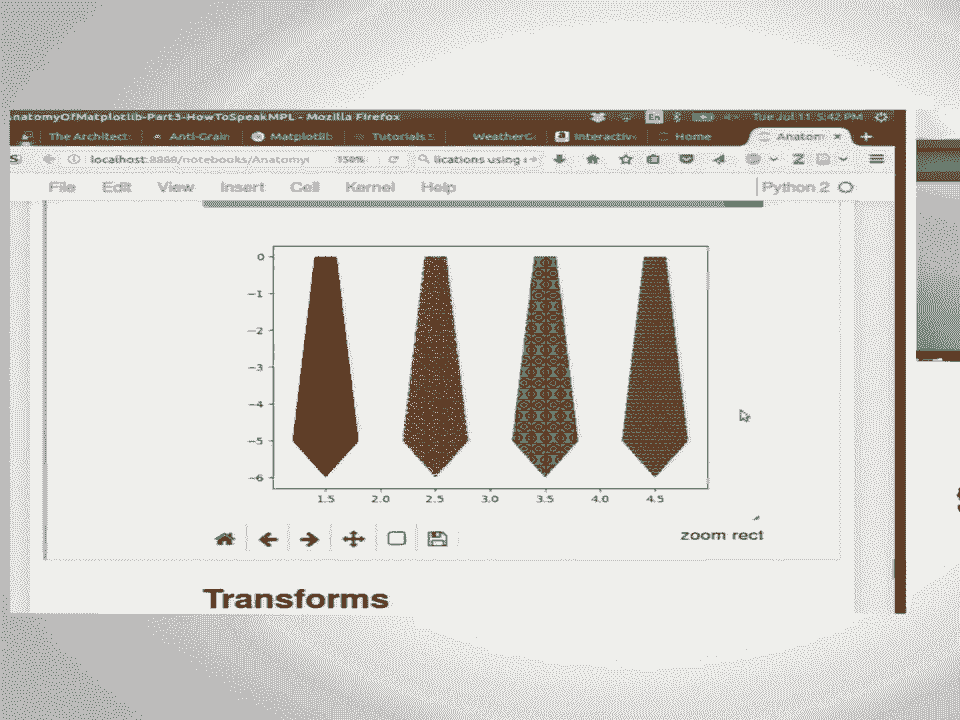 natomyOfMatplotlib-Part3-HowToSpeakMPL - Mozilla Firefox En Tue Jul 11 5:42 PM
The Architect: Anti-Grain Matplotlib Tutorials WeatherG Interactiv Home Anatom
localhost:8888/notebooks/Anatomy 150% lications using
File Edit View Insert Cell Kernel Help Python 2
0
−1
−2
−3
−4
−5
−6
1.5 2.0 2.5 3.0 3.5 4.0 4.5
zoom rect
Transforms